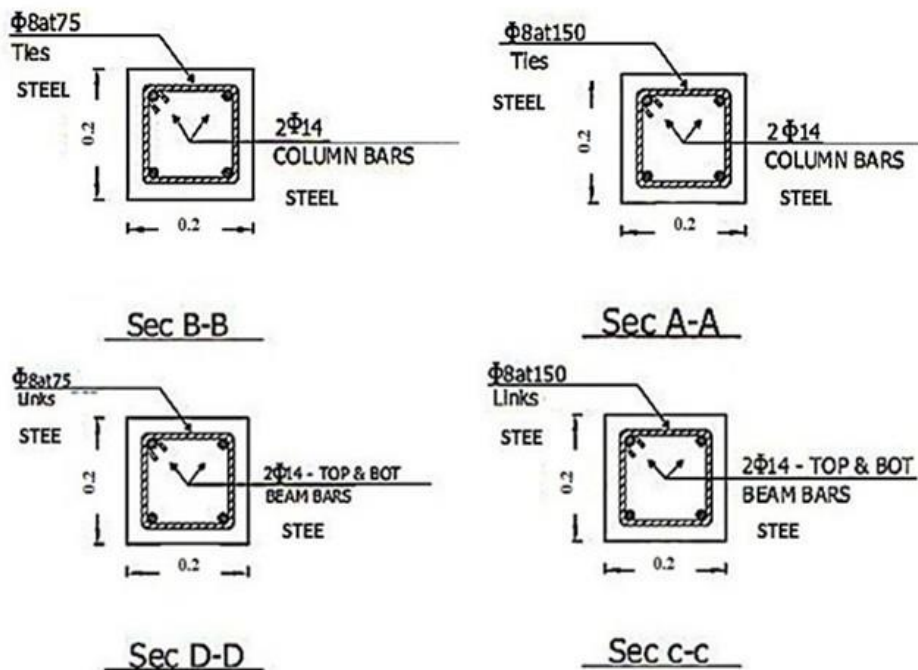 Φ8at75
Ties
STEEL
0.2
2Φ14
COLUMN BARS
STEEL
0.2
Sec B-B
Φ8at150
Ties
STEEL
0.2
2Φ14
COLUMN BARS
STEEL
0.2
Sec A-A
Φ8at75
Links
STEE
0.2
2Φ14 - TOP & BOT
BEAM BARS
STEE
0.2
Sec D-D
Φ8at150
Links
STEE
0.2
2Φ14 - TOP & BOT
BEAM BARS
STEE
0.2
Sec c-c